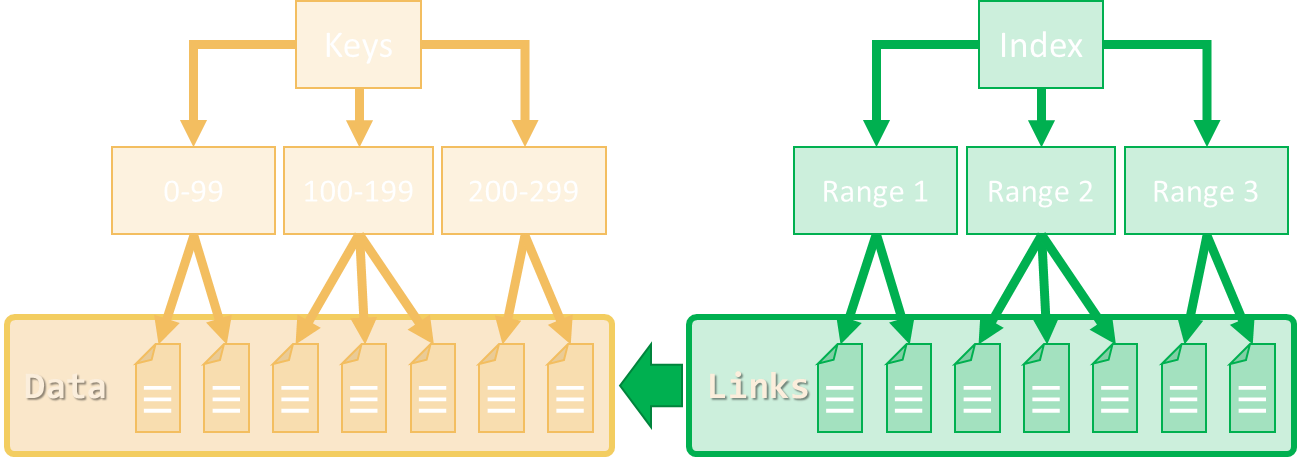 Keys
Index
0-99
100-199
200-299
Range 1
Range 2
Range 3
Data
Links